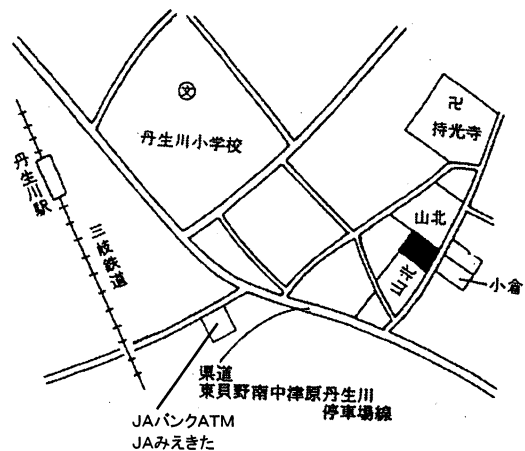 文
丹生川小学校
卍
持光寺
丹生川駅
三岐鉄道
山北
山北
小倉
県道
東貝野南中津原丹生川
停車場線
JAバンクATM
JAみえきた